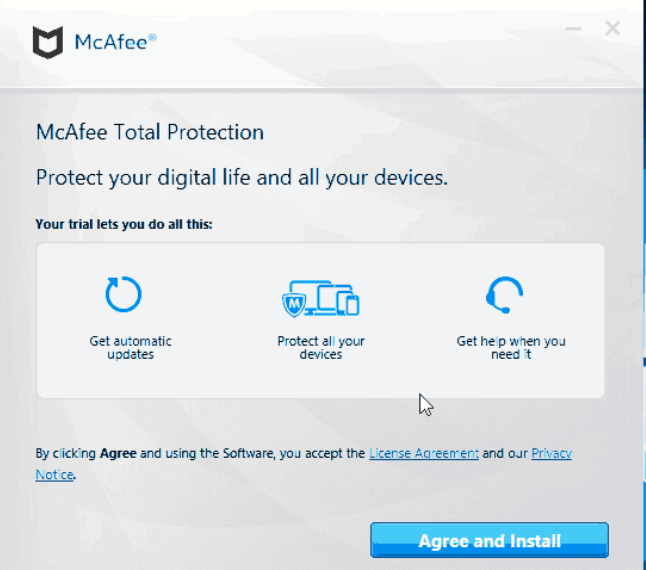 McAfee®
McAfee Total Protection
Protect your digital life and all your devices.
Your trial lets you do all this:
Get automatic
updates
Protect all your
devices
Get help when you
need it
By clicking Agree and using the Software, you accept the License Agreement and our Privacy
Notice.
Agree and Install